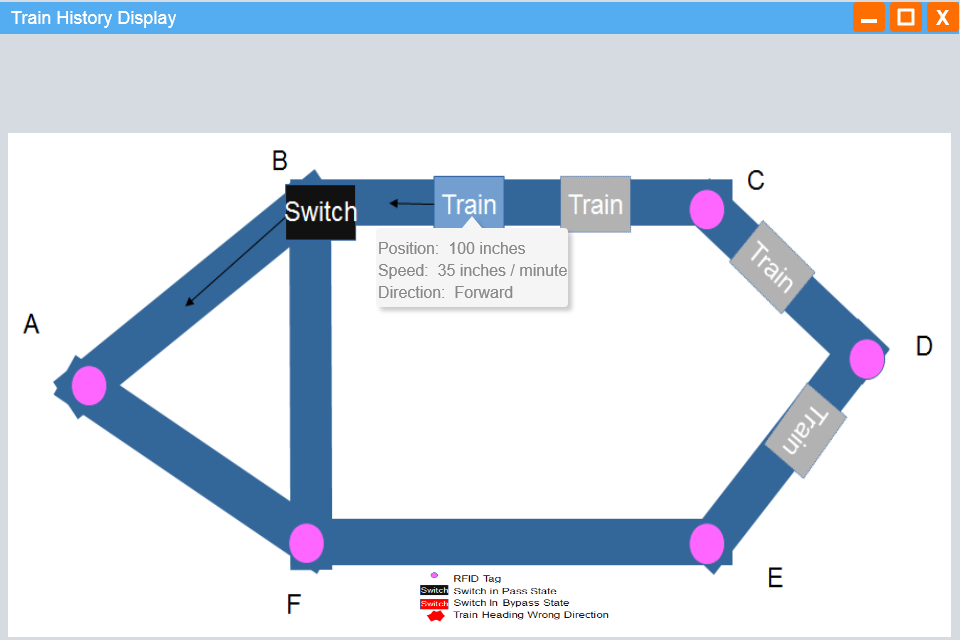 Train History Display
X
B
C
Switch
Train
Train
Position: 100 inches
Speed: 35 inches / minute
Direction: Forward
Train
A
D
Train
F
E
RFID Tag
Switch Switch in Pass State
Switch Switch In Bypass State
Train Heading Wrong Direction